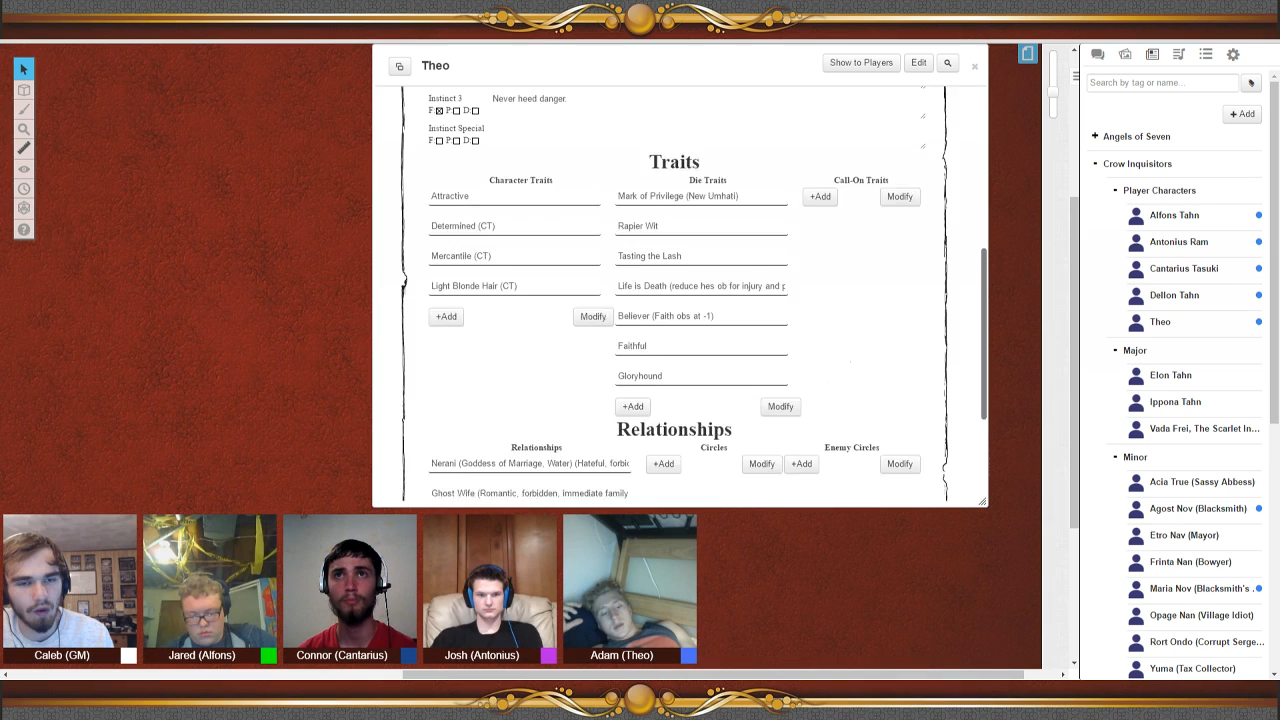 Theo
Show to Players
Edit
Instinct 3 Never heed danger.
F: P: D:
Instinct Special
F: P: D:
Traits
Character Traits Die Traits Call-On Traits
Attractive Mark of Privilege (New Umhati) +Add Modify
Determined (CT) Rapier Wit
Mercantile (CT) Tasting the Lash
Light Blonde Hair (CT) Life is Death (reduce hes ob for injury and p
+Add Modify Believer (Faith obs at -1)
Faithful
Gloryhound
+Add Modify
Relationships
Relationships Circles Enemy Circles
Nerani (Goddess of Marriage, Water) (Hateful, forbid +Add Modify +Add Modify
Ghost Wife (Romantic, forbidden, immediate family
Search by tag or name...
+ Add
+ Angels of Seven
- Crow Inquisitors
- Player Characters
Alfons Tahn
Antonius Ram
Cantarius Tasuki
Dellon Tahn
Theo
- Major
Elon Tahn
Ippona Tahn
Vada Frei, The Scarlet In...
- Minor
Acia True (Sassy Abbess)
Agost Nov (Blacksmith)
Etro Nav (Mayor)
Frinta Nan (Bowyer)
Maria Nov (Blacksmith's ...
Opage Nan (Village Idiot)
Rort Ondo (Corrupt Serge...
Yuma (Tax Collector)
Caleb (GM)
Jared (Alfons)
Connor (Cantarius)
Josh (Antonius)
Adam (Theo)